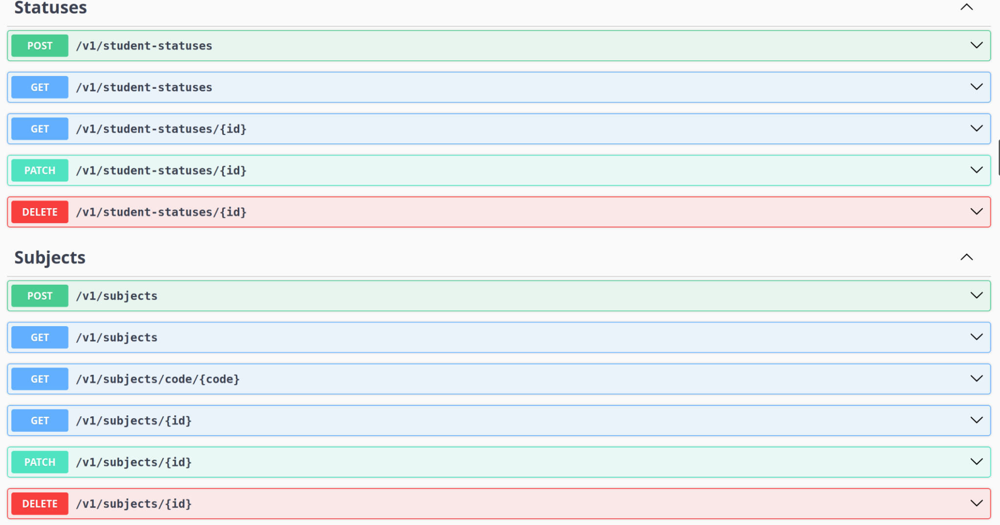 Statuses
POST /v1/student-statuses
GET /v1/student-statuses
GET /v1/student-statuses/{id}
PATCH /v1/student-statuses/{id}
DELETE /v1/student-statuses/{id}
Subjects
POST /v1/subjects
GET /v1/subjects
GET /v1/subjects/code/{code}
GET /v1/subjects/{id}
PATCH /v1/subjects/{id}
DELETE /v1/subjects/{id}